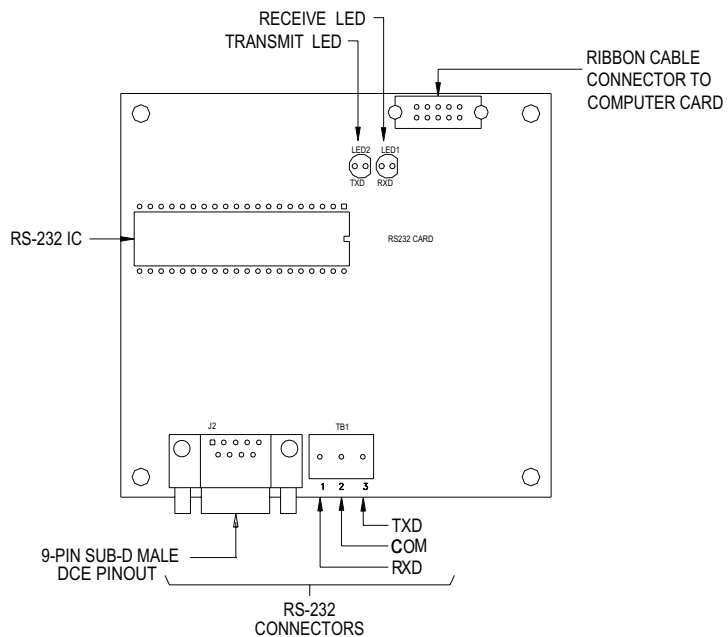 RECEIVE LED
TRANSMIT LED
RIBBON CABLE
CONNECTOR TO
COMPUTER CARD
LED2 LED1
TXD RXD
RS-232 IC
RS232 CARD
J2
TB1
1 2 3
TXD
COM
RXD
9-PIN SUB-D MALE
DCE PINOUT
RS-232
CONNECTORS